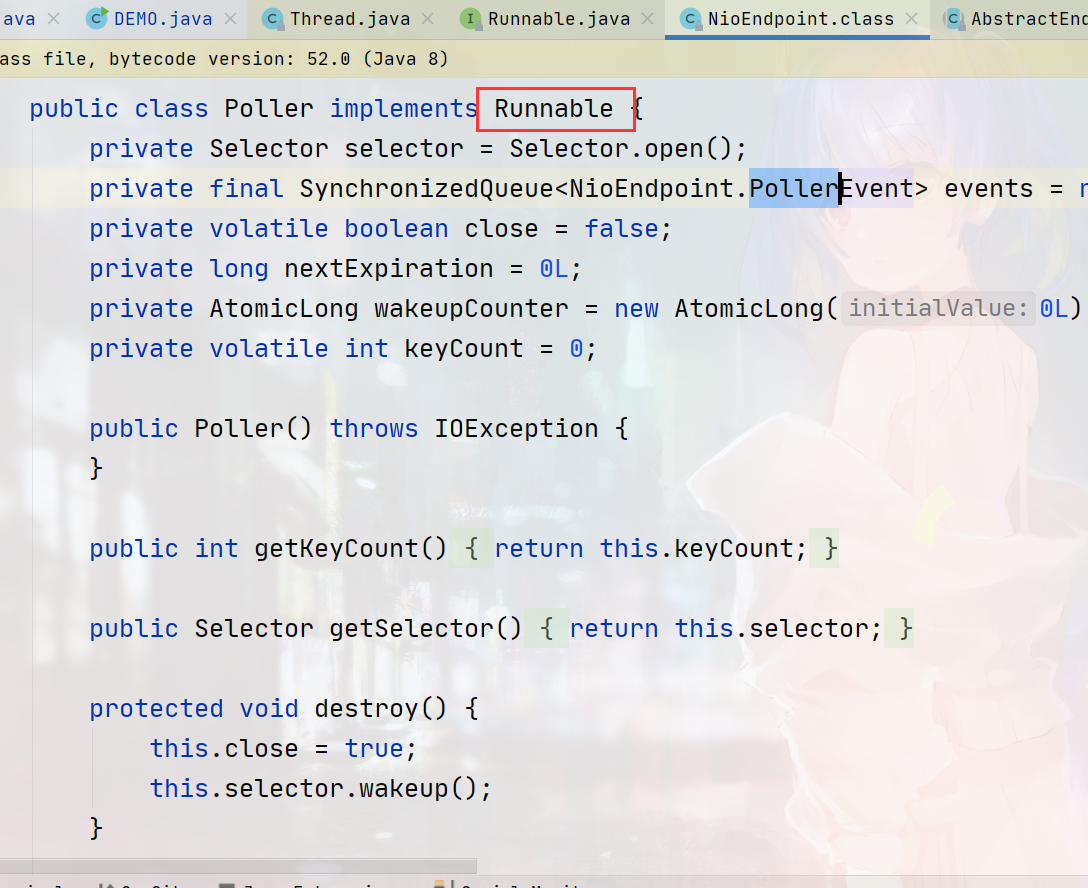 ava DEMO.java Thread.java Runnable.java NioEndpoint.class AbstractEnd
ass file, bytecode version: 52.0 (Java 8)
public class Poller implements Runnable {
private Selector selector = Selector.open();
private final SynchronizedQueue<NioEndpoint.PollerEvent> events = n
private volatile boolean close = false;
private long nextExpiration = 0L;
private AtomicLong wakeupCounter = new AtomicLong( initialValue: 0L)
private volatile int keyCount = 0;
public Poller() throws IOException {
}
public int getKeyCount() { return this.keyCount; }
public Selector getSelector() { return this.selector; }
protected void destroy() {
this.close = true;
this.selector.wakeup();
}